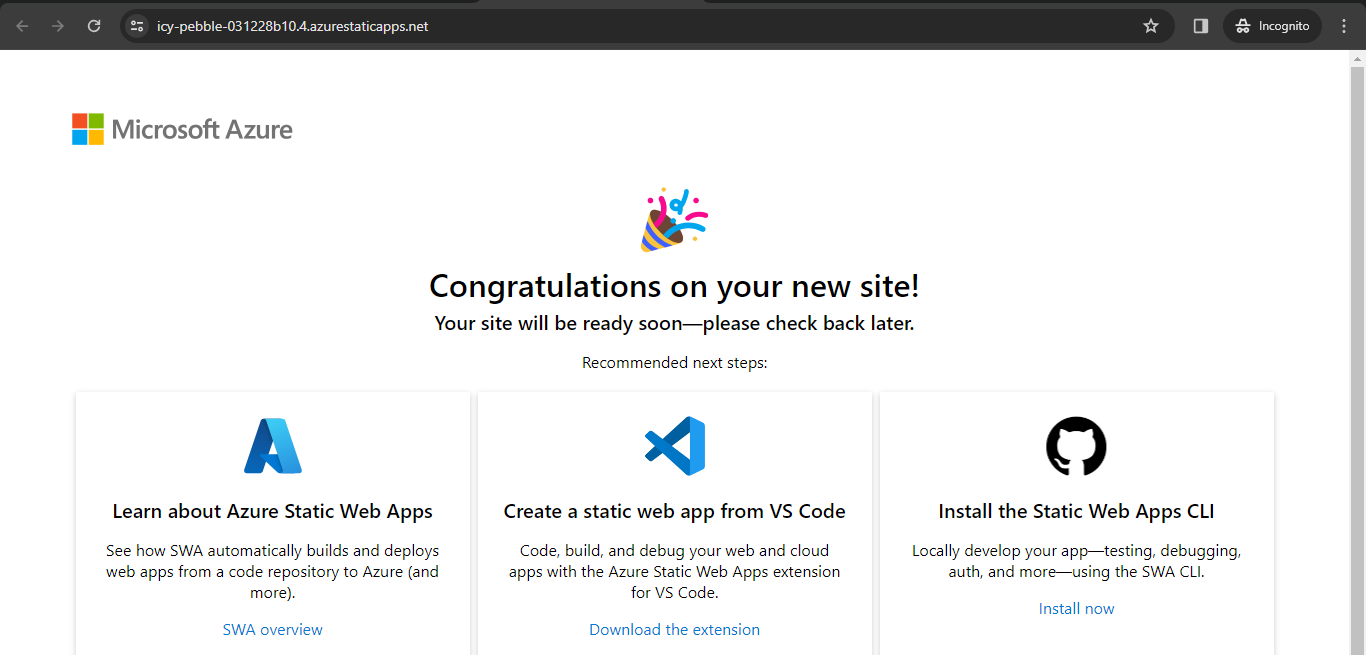 icy-pebble-031228b10.4.azurestaticapps.net
Incognito
Microsoft Azure
Congratulations on your new site!
Your site will be ready soon—please check back later.
Recommended next steps:
Learn about Azure Static Web Apps
See how SWA automatically builds and deploys
web apps from a code repository to Azure (and
more).
SWA overview
Create a static web app from VS Code
Code, build, and debug your web and cloud
apps with the Azure Static Web Apps extension
for VS Code.
Download the extension
Install the Static Web Apps CLI
Locally develop your app—testing, debugging,
auth, and more—using the SWA CLI.
Install now